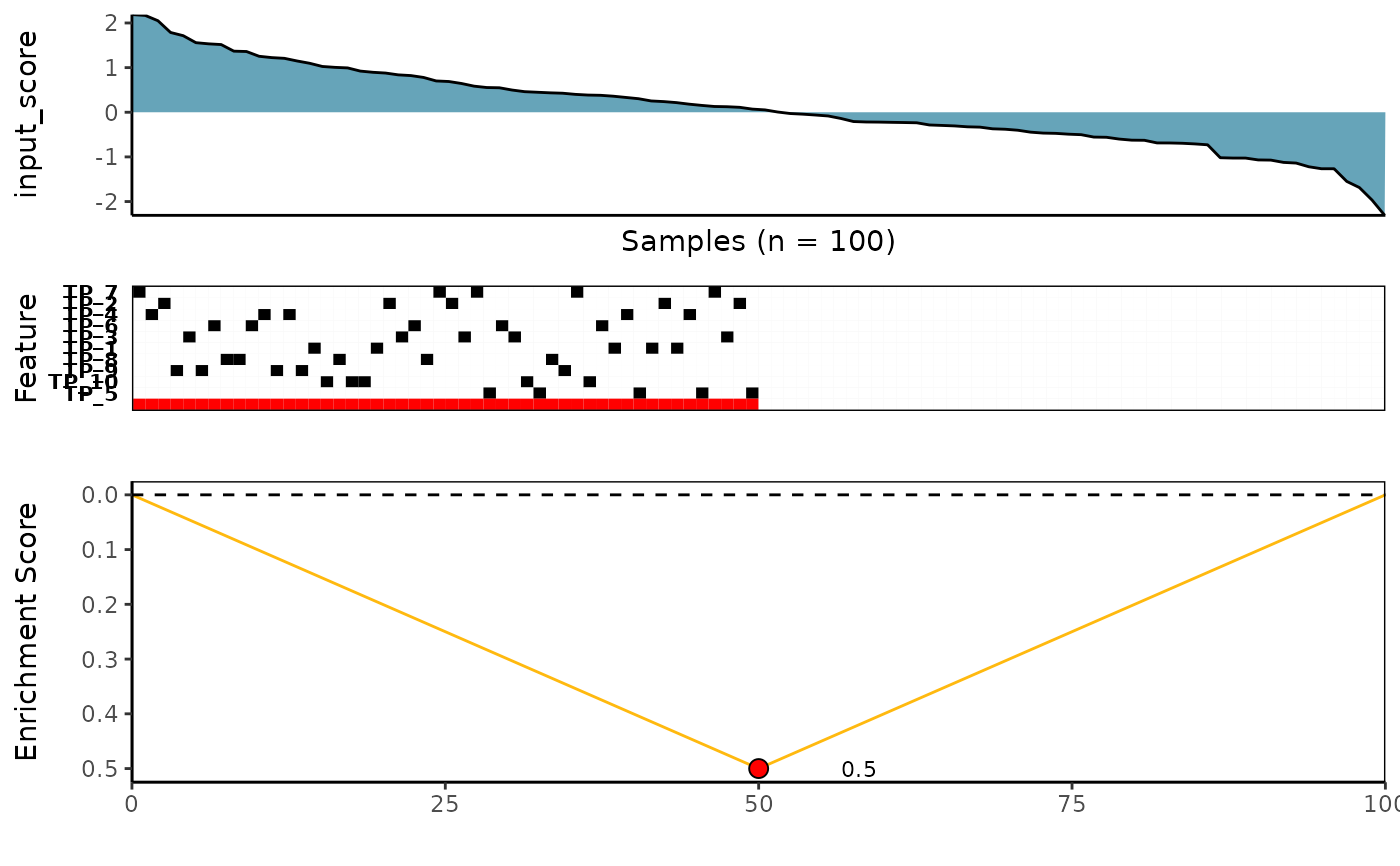 input_score
2
1
0
-1
-2
Samples (n = 100)
Feature
TP_7
TP_2
TP_4
TP_6
TP_3
TP_1
TP_8
TP_9
TP_10
TP_5
Enrichment Score
0.0
0.1
0.2
0.3
0.4
0.5
0.5
0
25
50
75
100